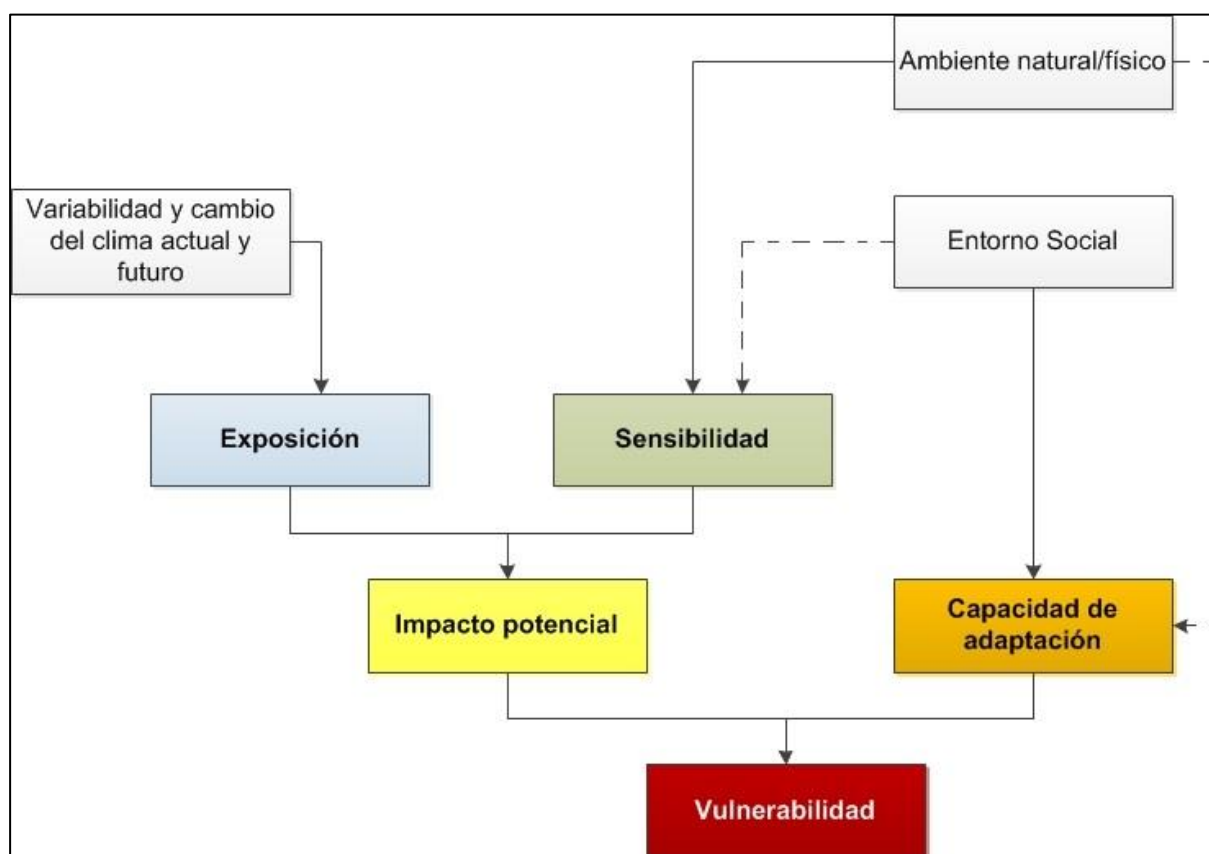 Ambiente natural/físico
Variabilidad y cambio
del clima actual y
futuro
Entorno Social
Exposición
Sensibilidad
Impacto potencial
Capacidad de
adaptación
Vulnerabilidad